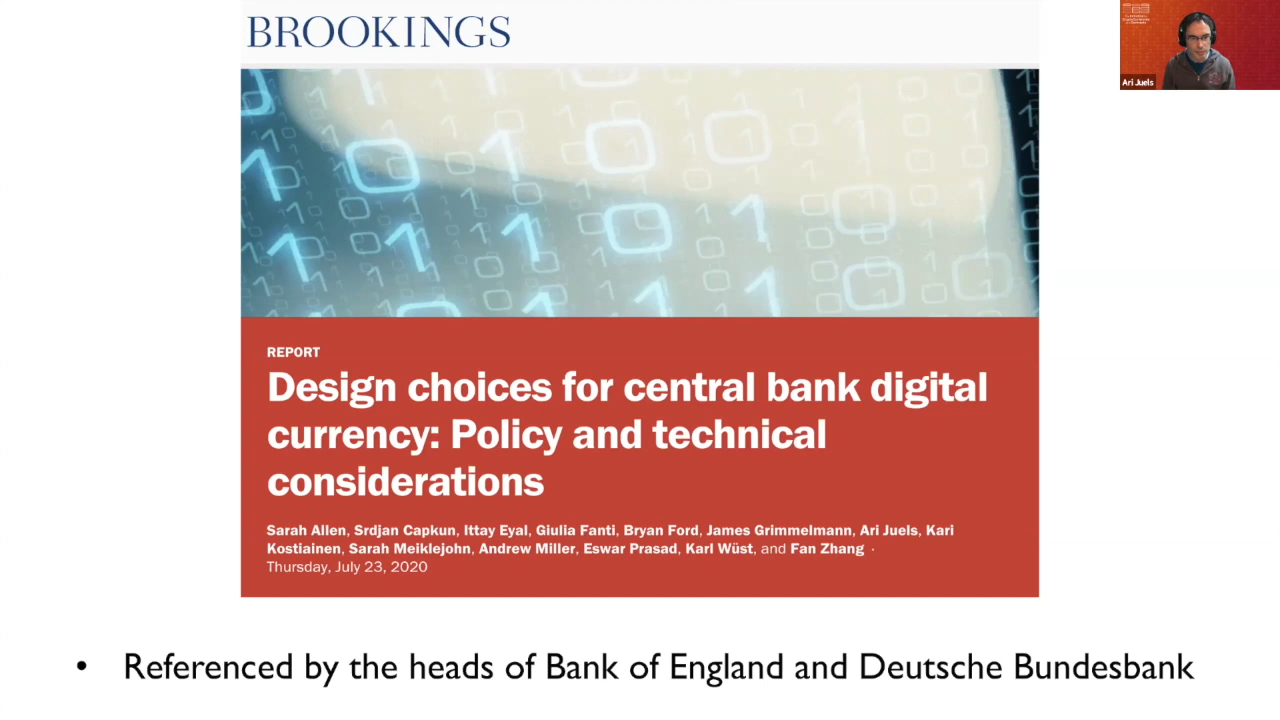 BROOKINGS
Ari Juels
REPORT
Design choices for central bank digital
currency: Policy and technical
considerations
Sarah Allen, Srdjan Capkun, Ittay Eyal, Giulia Fanti, Bryan Ford, James Grimmelmann, Ari Juels, Kari
Kostiainen, Sarah Meiklejohn, Andrew Miller, Eswar Prasad, Karl Wüst, and Fan Zhang ·
Thursday, July 23, 2020
• Referenced by the heads of Bank of England and Deutsche Bundesbank